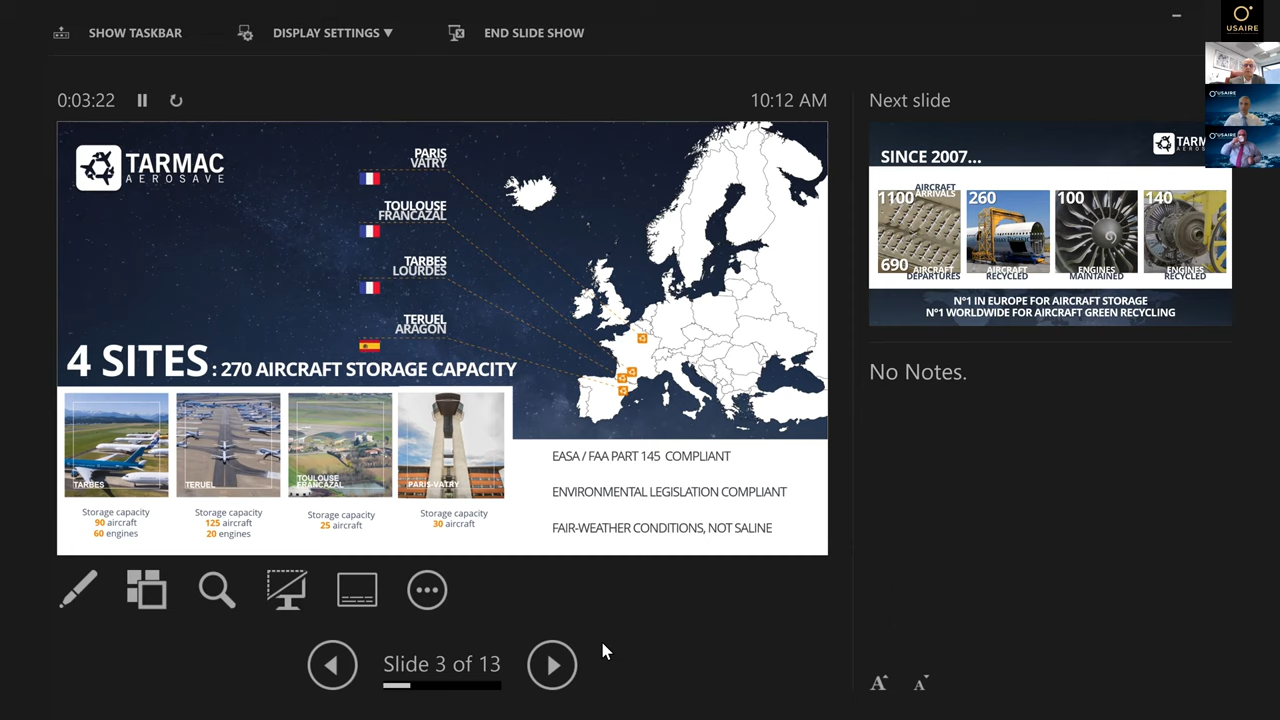 SHOW TASKBAR
DISPLAY SETTINGS ▼
END SLIDE SHOW
USAIRE
0:03:22
10:12 AM
Next slide
USAIRE
USAIRE
TARMAC
AEROSAVE
PARIS
VATRY
TOULOUSE
FRANCAZAL
TARBES
LOURDES
TERUEL
ARAGON
4 SITES : 270 AIRCRAFT STORAGE CAPACITY
TARBES
TERUEL
TOULOUSE
FRANCAZAL
PARIS-VATRY
Storage capacity
90 aircraft
60 engines
Storage capacity
125 aircraft
20 engines
Storage capacity
25 aircraft
Storage capacity
30 aircraft
EASA / FAA PART 145 COMPLIANT
ENVIRONMENTAL LEGISLATION COMPLIANT
FAIR-WEATHER CONDITIONS, NOT SALINE
SINCE 2007...
TARM
1100 AIRCRAFT
ARRIVALS
690 AIRCRAFT
DEPARTURES
260
AIRCRAFT
RECYCLED
100
ENGINES
MAINTAINED
140
ENGINES
RECYCLED
N°1 IN EUROPE FOR AIRCRAFT STORAGE
N°1 WORLDWIDE FOR AIRCRAFT GREEN RECYCLING
No Notes.
Slide 3 of 13
A A